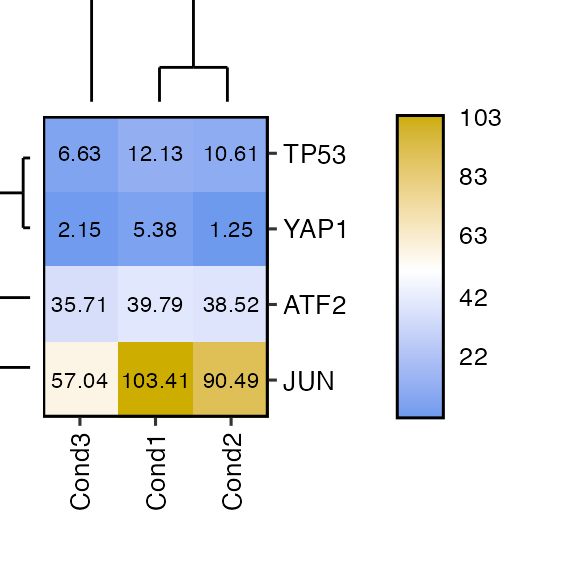 6.63 12.13 10.61 TP53
2.15 5.38 1.25 YAP1
35.71 39.79 38.52 ATF2
57.04 103.41 90.49 JUN
Cond3 Cond1 Cond2
103
83
63
42
22